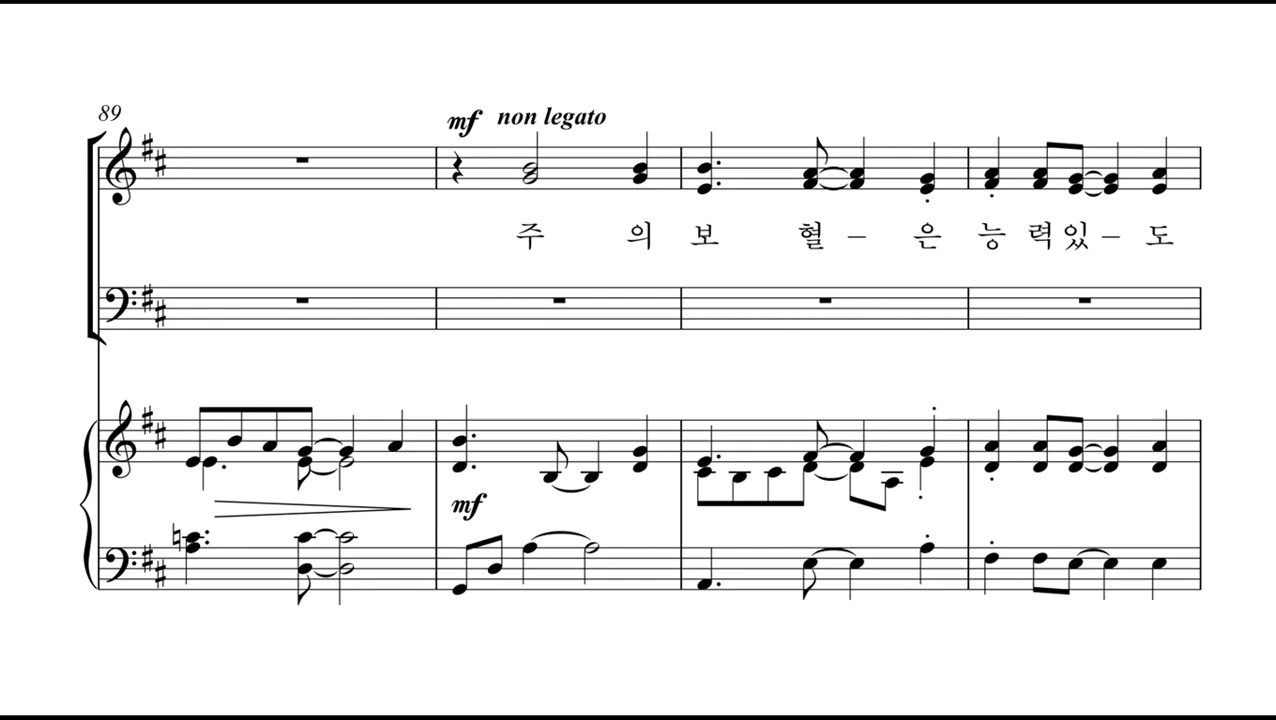 89
mf non legato
주 의 보 혈 – 은 능 력 있 – 도
mf